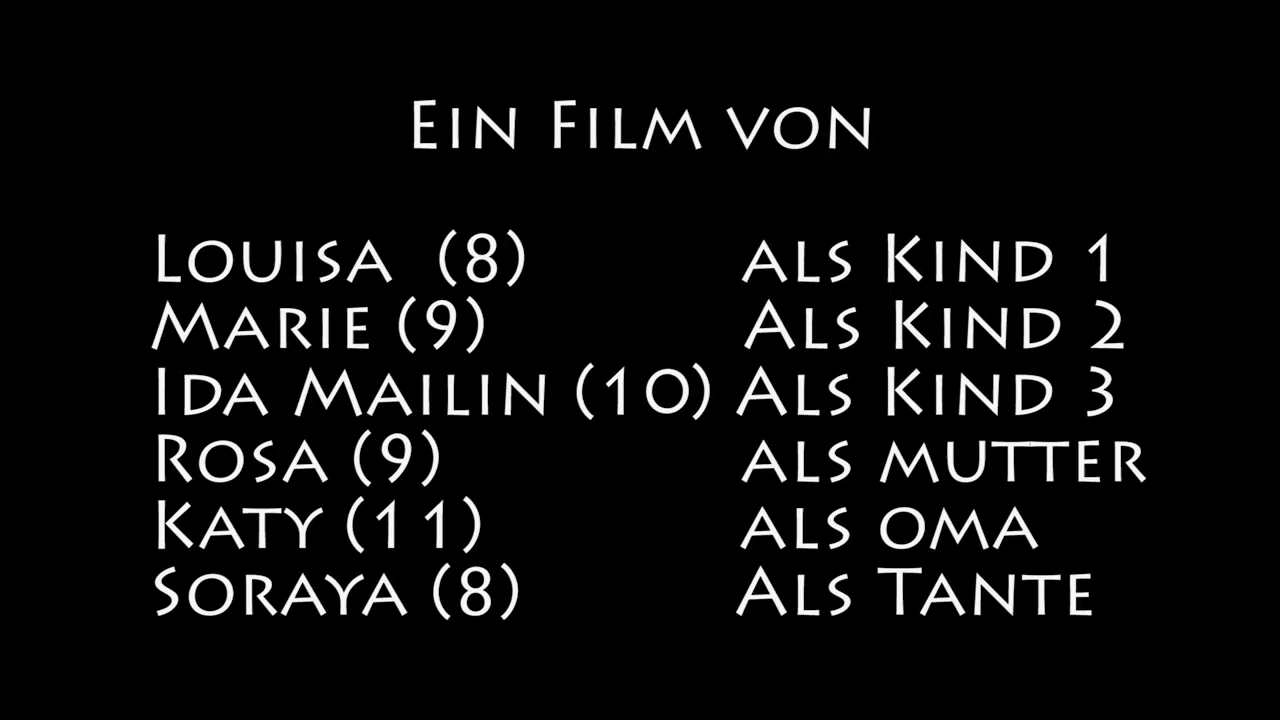 Ein Film von
Louisa (8) als Kind 1
Marie (9) Als Kind 2
Ida Mailin (10) Als Kind 3
Rosa (9) als mutter
Katy (11) als oma
Soraya (8) Als Tante